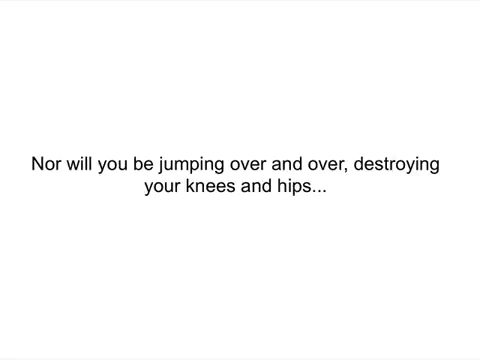 Nor will you be jumping over and over, destroying
your knees and hips...